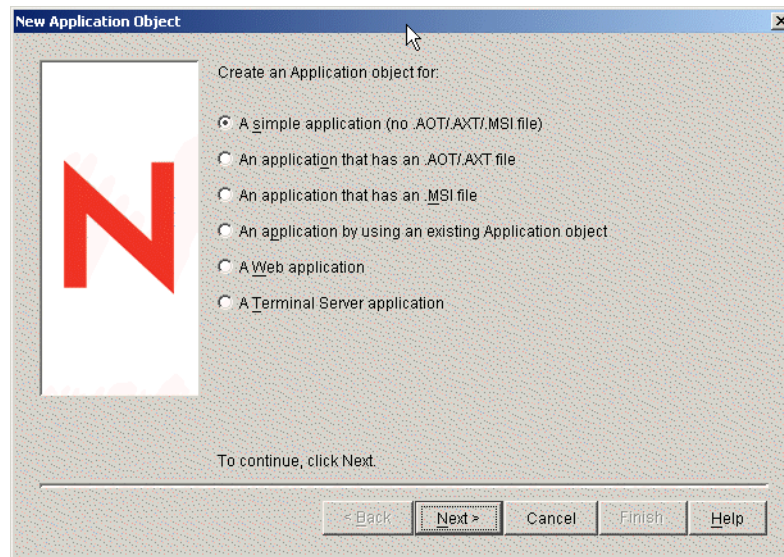 New Application Object
Create an Application object for:
A simple application (no .AOT/.AXT/.MSI file)
An application that has an .AOT/.AXT file
An application that has an .MSI file
An application by using an existing Application object
A Web application
A Terminal Server application
To continue, click Next.
< Back Next > Cancel Finish Help